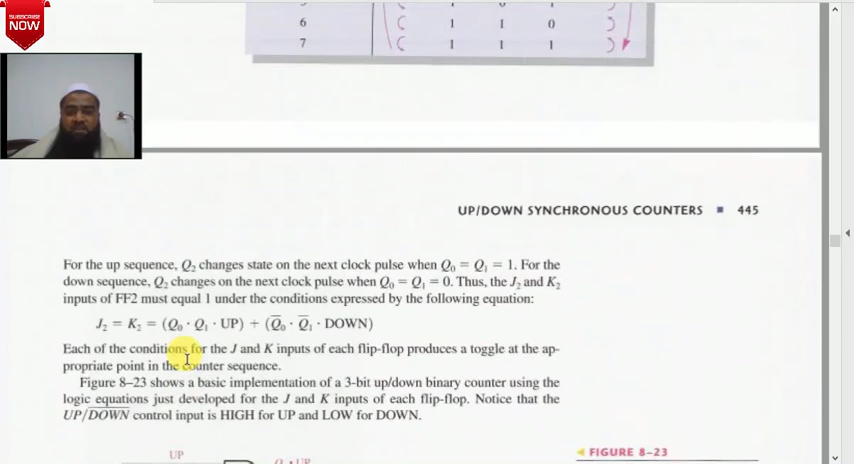 SUBSCRIBE
NOW
6 1 1 0
7 1 1 1
UP/DOWN SYNCHRONOUS COUNTERS ■ 445
For the up sequence, Q₂ changes state on the next clock pulse when Q₀ = Q₁ = 1. For the
down sequence, Q₂ changes on the next clock pulse when Q₀ = Q₁ = 0. Thus, the J₂ and K₂
inputs of FF2 must equal 1 under the conditions expressed by the following equation:
J₂ = K₂ = (Q₀ · Q₁ · UP) + (Q̅₀ · Q̅₁ · DOWN)
Each of the conditions for the J and K inputs of each flip-flop produces a toggle at the ap-
propriate point in the counter sequence.
Figure 8–23 shows a basic implementation of a 3-bit up/down binary counter using the
logic equations just developed for the J and K inputs of each flip-flop. Notice that the
UP/D̅O̅W̅N̅ control input is HIGH for UP and LOW for DOWN.
UP
FIGURE 8–23